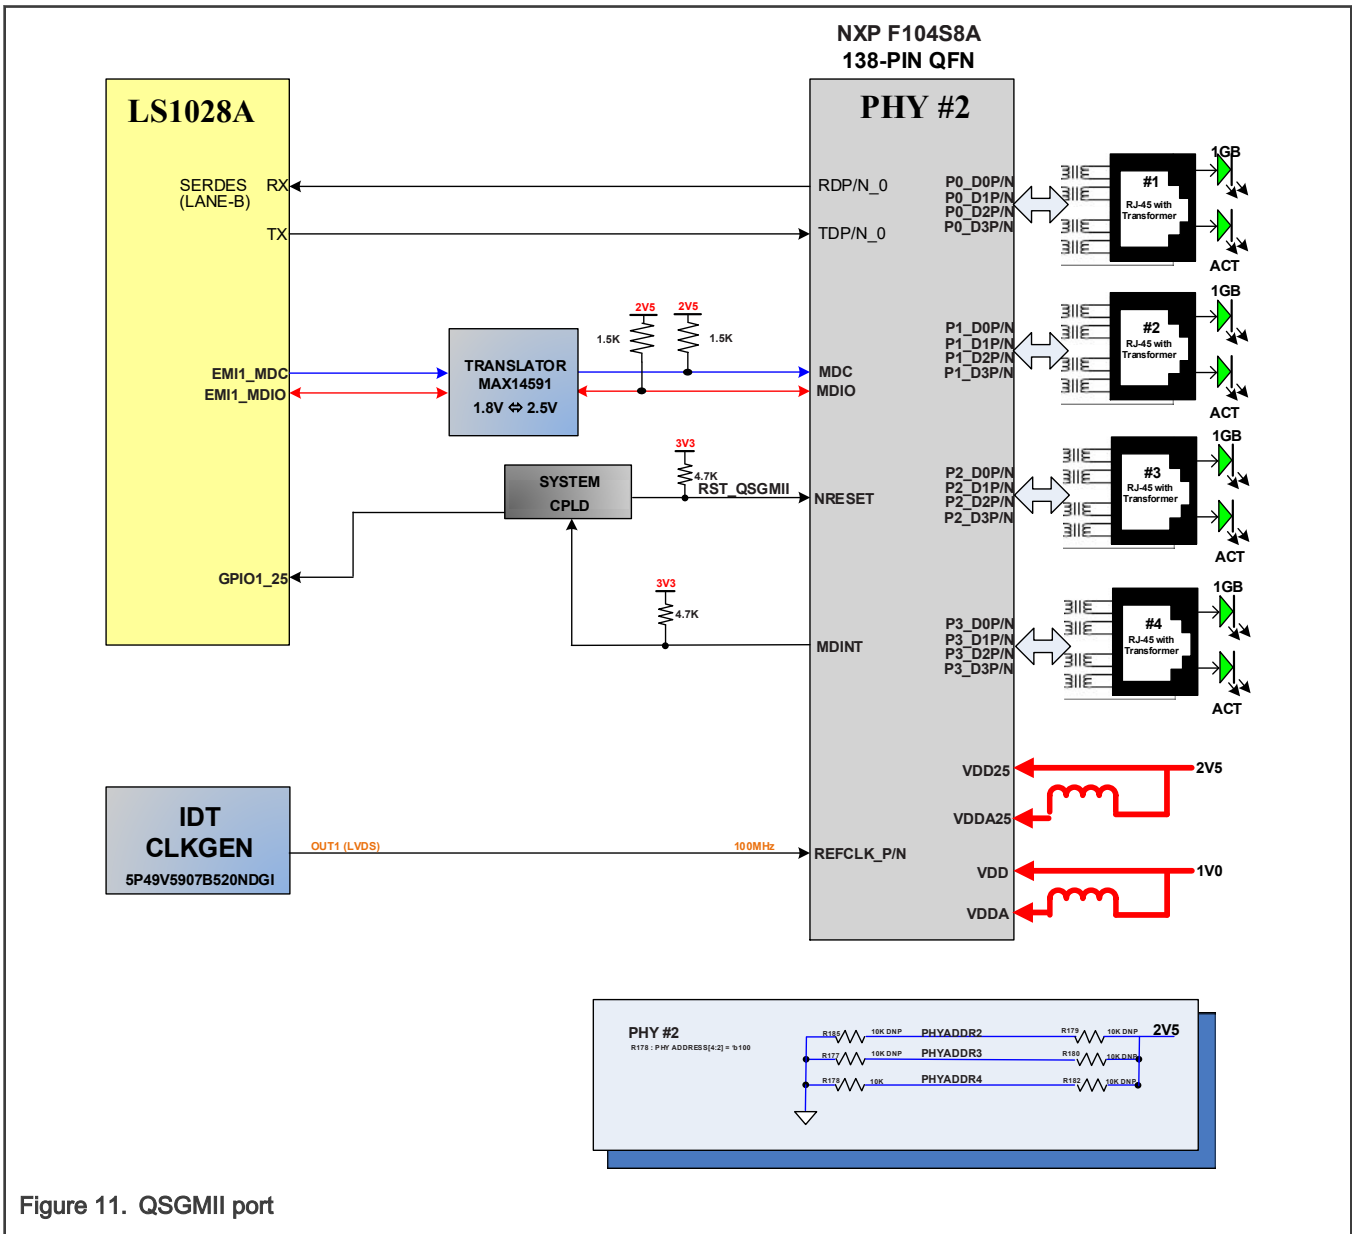 NXP F104S8A
138-PIN QFN
LS1028A
PHY #2
SERDES
(LANE-B)
RX
TX
EMI1_MDC
EMI1_MDIO
GPIO1_25
TRANSLATOR
MAX14591
1.8V ⇔ 2.5V
2V5
1.5K
2V5
1.5K
SYSTEM
CPLD
3V3
4.7K
RST_QSGMII
3V3
4.7K
RDP/N_0
TDP/N_0
MDC
MDIO
NRESET
MDINT
REFCLK_P/N
P0_D0P/N
P0_D1P/N
P0_D2P/N
P0_D3P/N
P1_D0P/N
P1_D1P/N
P1_D2P/N
P1_D3P/N
P2_D0P/N
P2_D1P/N
P2_D2P/N
P2_D3P/N
P3_D0P/N
P3_D1P/N
P3_D2P/N
P3_D3P/N
#1
RJ-45 with
Transformer
1GB
ACT
#2
RJ-45 with
Transformer
1GB
ACT
#3
RJ-45 with
Transformer
1GB
ACT
#4
RJ-45 with
Transformer
1GB
ACT
VDD25
VDDA25
2V5
VDD
VDDA
1V0
IDT
CLKGEN
5P49V5907B520NDGI
OUT1 (LVDS)
100MHz
PHY #2
R178 : PHY ADDRESS[4:2] = 'b100
R185 10K DNP PHYADDR2 R179 10K DNP 2V5
R177 10K DNP PHYADDR3 R180 10K DNP
R178 10K PHYADDR4 R182 10K DNP
Figure 11. QSGMII port